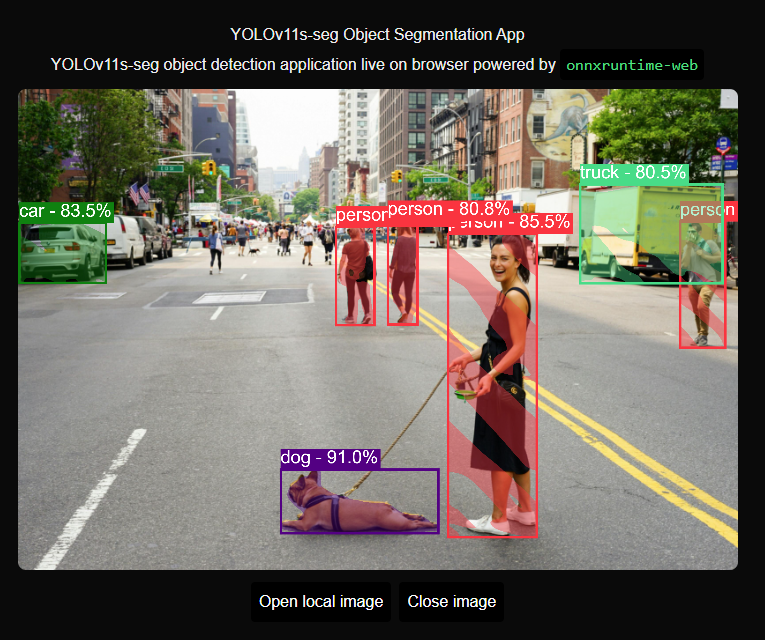 YOLOv11s-seg Object Segmentation App
YOLOv11s-seg object detection application live on browser powered by onnxruntime-web
truck - 80.5%
car - 83.5%
person
person - 80.8%
person
person - 85.5%
dog - 91.0%
Open local image
Close image